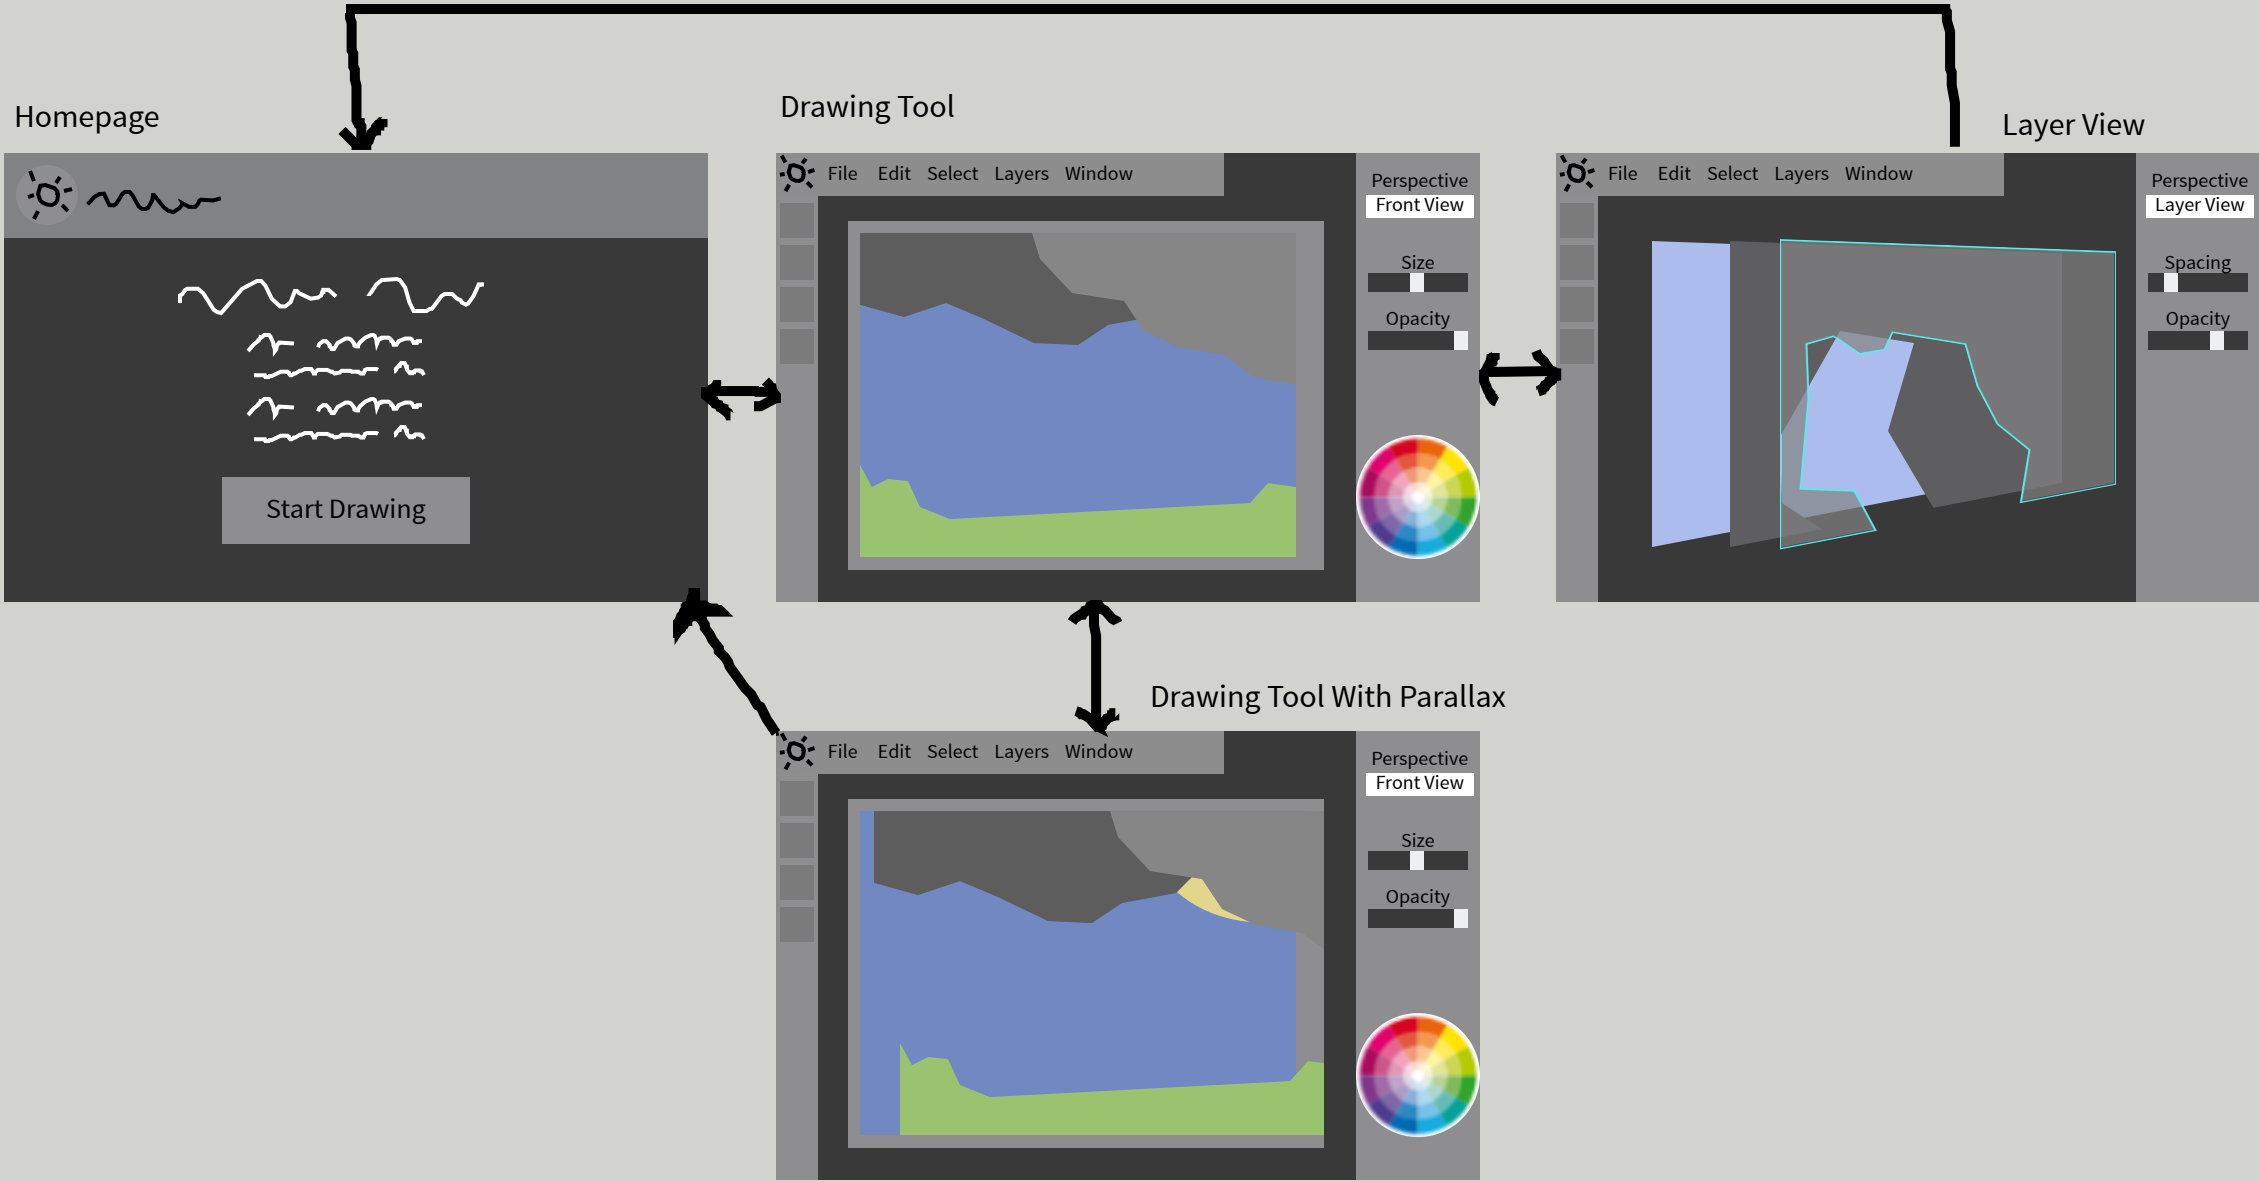 Homepage
Start Drawing
Drawing Tool
File Edit Select Layers Window
Perspective
Front View
Size
Opacity
Layer View
File Edit Select Layers Window
Perspective
Layer View
Spacing
Opacity
Drawing Tool With Parallax
File Edit Select Layers Window
Perspective
Front View
Size
Opacity